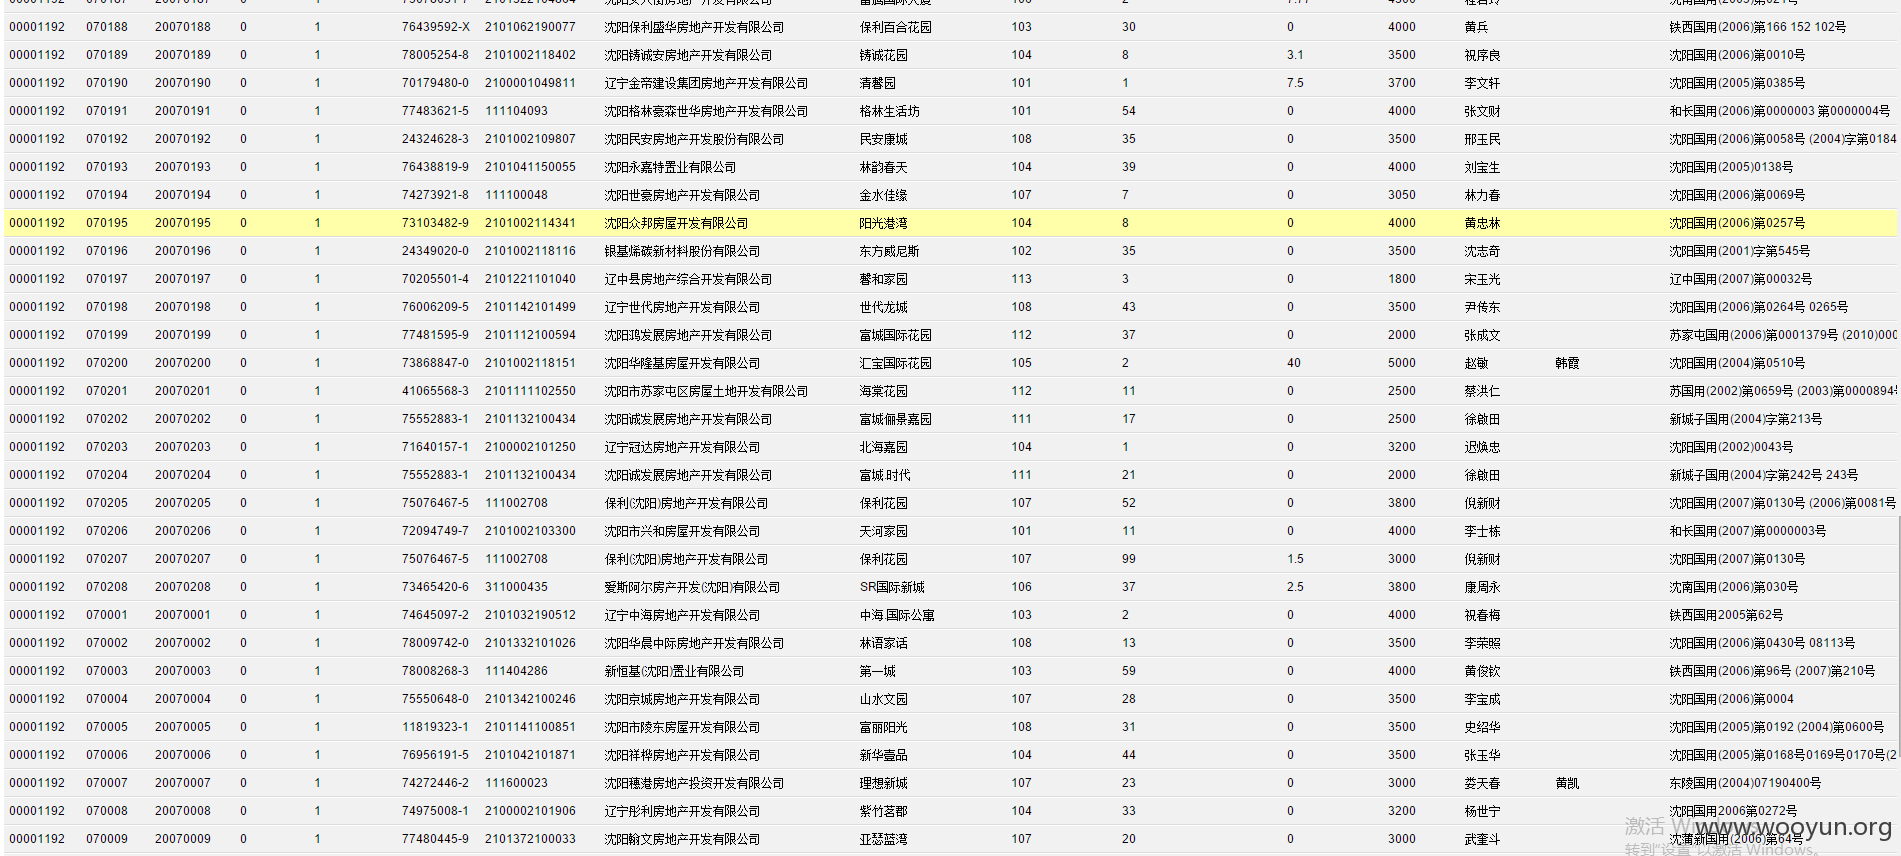 00001192 070188 20070188 0 1 76439592-X 2101062190077 沈阳保利盛华房地产开发有限公司 保利百合花园 103 30 0 4000 黄兵 铁西国用(2006)第166 152 102号
00001192 070189 20070189 0 1 78005254-8 2101002118402 沈阳铸诚安房地产开发有限公司 铸诚花园 104 8 3.1 3500 祝序良 沈阳国用(2006)第0010号
00001192 070190 20070190 0 1 70179480-0 2100001049811 辽宁金帝建设集团房地产开发有限公司 清馨园 101 1 7.5 3700 李文轩 沈阳国用(2005)第0385号
00001192 070191 20070191 0 1 77483621-5 111104093 沈阳格林豪森世华房地产开发有限公司 格林生活坊 101 54 0 4000 张文财 和长国用(2006)第0000003 第0000004号
00001192 070192 20070192 0 1 24324628-3 2101002109807 沈阳民安房地产开发股份有限公司 民安康城 108 35 0 3500 邢玉民 沈阳国用(2006)第0058号 (2004)字第0184
00001192 070193 20070193 0 1 76438819-9 2101041150055 沈阳永嘉特置业有限公司 林韵春天 104 39 0 4000 刘宝生 沈阳国用(2005)0138号
00001192 070194 20070194 0 1 74273921-8 111100048 沈阳世豪房地产开发有限公司 金水佳缘 107 7 0 3050 林力春 沈阳国用(2006)第0069号
00001192 070195 20070195 0 1 73103482-9 2101002114341 沈阳众邦房屋开发有限公司 阳光港湾 104 8 0 4000 黄忠林 沈阳国用(2006)第0257号
00001192 070196 20070196 0 1 24349020-0 2101002118116 银基烯碳新材料股份有限公司 东方威尼斯 102 35 0 3500 沈志奇 沈阳国用(2001)字第545号
00001192 070197 20070197 0 1 70205501-4 2101221101040 辽中县房地产综合开发有限公司 馨和家园 113 3 0 1800 宋玉光 辽中国用(2007)第00032号
00001192 070198 20070198 0 1 76006209-5 2101142101499 辽宁世代房地产开发有限公司 世代龙城 108 43 0 3500 尹传东 沈阳国用(2006)第0264号 0265号
00001192 070199 20070199 0 1 77481595-9 2101112100594 沈阳鸿发展房地产开发有限公司 富城国际花园 112 37 0 2000 张成文 苏家屯国用(2006)第0001379号 (2010)000
00001192 070200 20070200 0 1 73868847-0 2101002118151 沈阳华隆基房屋开发有限公司 汇宝国际花园 105 2 40 5000 赵敏 韩霞 沈阳国用(2004)第0510号
00001192 070201 20070201 0 1 41065568-3 2101111102550 沈阳市苏家屯区房屋土地开发有限公司 海棠花园 112 11 0 2500 蔡洪仁 苏国用(2002)第0659号 (2003)第0000894
00001192 070202 20070202 0 1 75552883-1 2101132100434 沈阳诚发展房地产开发有限公司 富城俪景嘉园 111 17 0 2500 徐啟田 新城子国用(2004)字第213号
00001192 070203 20070203 0 1 71640157-1 2100002101250 辽宁冠达房地产开发有限公司 北海嘉园 104 1 0 3200 迟焕忠 沈阳国用(2002)0043号
00001192 070204 20070204 0 1 75552883-1 2101132100434 沈阳诚发展房地产开发有限公司 富城.时代 111 21 0 2000 徐啟田 新城子国用(2004)字第242号 243号
00001192 070205 20070205 0 1 75076467-5 111002708 保利(沈阳)房地产开发有限公司 保利花园 107 52 0 3800 倪新财 沈阳国用(2007)第0130号 (2006)第0081号
00001192 070206 20070206 0 1 72094749-7 2101002103300 沈阳市兴和房屋开发有限公司 天河家园 101 11 0 4000 李士栋 和长国用(2007)第0000003号
00001192 070207 20070207 0 1 75076467-5 111002708 保利(沈阳)房地产开发有限公司 保利花园 107 99 1.5 3000 倪新财 沈阳国用(2007)第0130号
00001192 070208 20070208 0 1 73465420-6 311000435 爱斯阿尔房产开发(沈阳)有限公司 SR国际新城 106 37 2.5 3800 康周永 沈南国用(2006)第030号
00001192 070001 20070001 0 1 74645097-2 2101032190512 辽宁中海房地产开发有限公司 中海.国际公寓 103 2 0 4000 祝春梅 铁西国用2005第62号
00001192 070002 20070002 0 1 78009742-0 2101332101026 沈阳华晨中际房地产开发有限公司 林语家话 108 13 0 3500 李荣照 沈阳国用(2006)第0430号 08113号
00001192 070003 20070003 0 1 78008268-3 111404286 新恒基(沈阳)置业有限公司 第一城 103 59 0 4000 黄俊钦 铁西国用(2006)第96号 (2007)第210号
00001192 070004 20070004 0 1 75550648-0 2101342100246 沈阳京城房地产开发有限公司 山水文园 107 28 0 3500 李宝成 沈阳国用(2006)第0004
00001192 070005 20070005 0 1 11819323-1 2101141100851 沈阳市陵东房屋开发有限公司 富丽阳光 108 31 0 3500 史绍华 沈阳国用(2005)第0192 (2004)第0600号
00001192 070006 20070006 0 1 76956191-5 2101042101871 沈阳祥桦房地产开发有限公司 新华壹品 104 44 0 3500 张玉华 沈阳国用(2005)第0168号0169号0170号(2
00001192 070007 20070007 0 1 74272446-2 111600023 沈阳穗港房地产投资开发有限公司 理想新城 107 23 0 3000 娄天春 黄凯 东陵国用(2004)07190400号
00001192 070008 20070008 0 1 74975008-1 2100002101906 辽宁彤利房地产开发有限公司 紫竹茗郡 104 33 0 3200 杨世宁 沈阳国用2006第0272号
00001192 070009 20070009 0 1 77480445-9 2101372100033 沈阳翰文房地产开发有限公司 亚瑟蓝湾 107 20 0 3000 武奎斗 沈蒲新国用(2006)第64号
激活 Windows
www.wooyun.org
转到"设置"以激活 Windows。